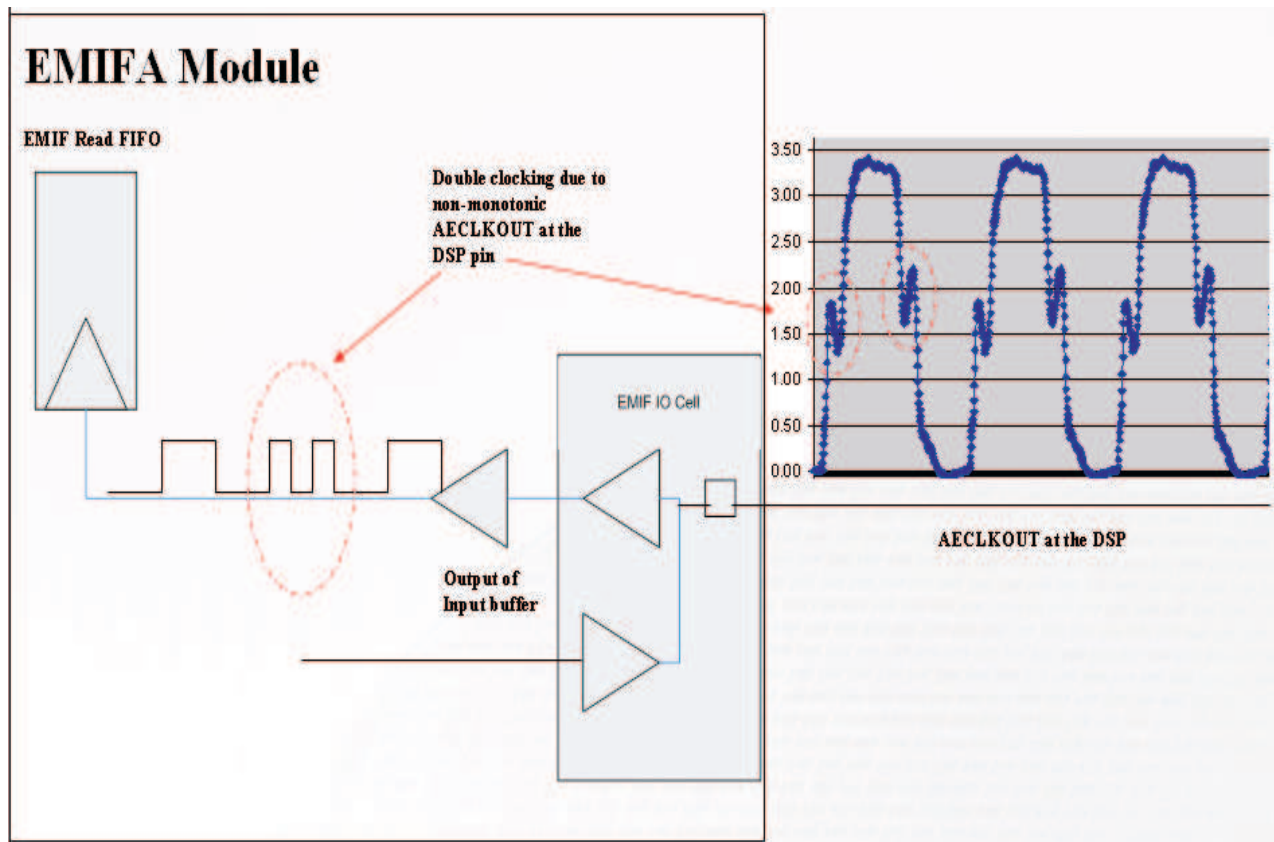 EMIFA Module
EMIF Read FIFO
Double clocking due to
non-monotonic
AECLKOUT at the
DSP pin
3.50
3.00
2.50
2.00
1.50
1.00
0.50
0.00
EMIF IO Cell
AECLKOUT at the DSP
Output of
Input buffer